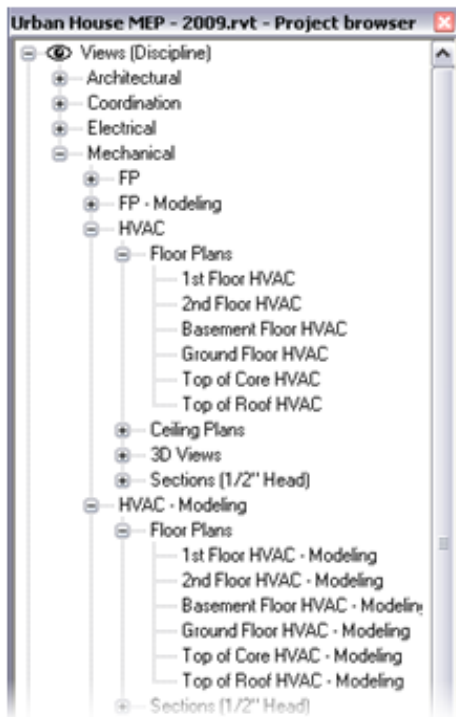 Urban House MEP - 2009.rvt - Project browser
Views (Discipline)
Architectural
Coordination
Electrical
Mechanical
FP
FP - Modeling
HVAC
Floor Plans
1st Floor HVAC
2nd Floor HVAC
Basement Floor HVAC
Ground Floor HVAC
Top of Core HVAC
Top of Roof HVAC
Ceiling Plans
3D Views
Sections (1/2" Head)
HVAC - Modeling
Floor Plans
1st Floor HVAC - Modeling
2nd Floor HVAC - Modeling
Basement Floor HVAC - Modeling
Ground Floor HVAC - Modeling
Top of Core HVAC - Modeling
Top of Roof HVAC - Modeling
Sections (1/2" Head)